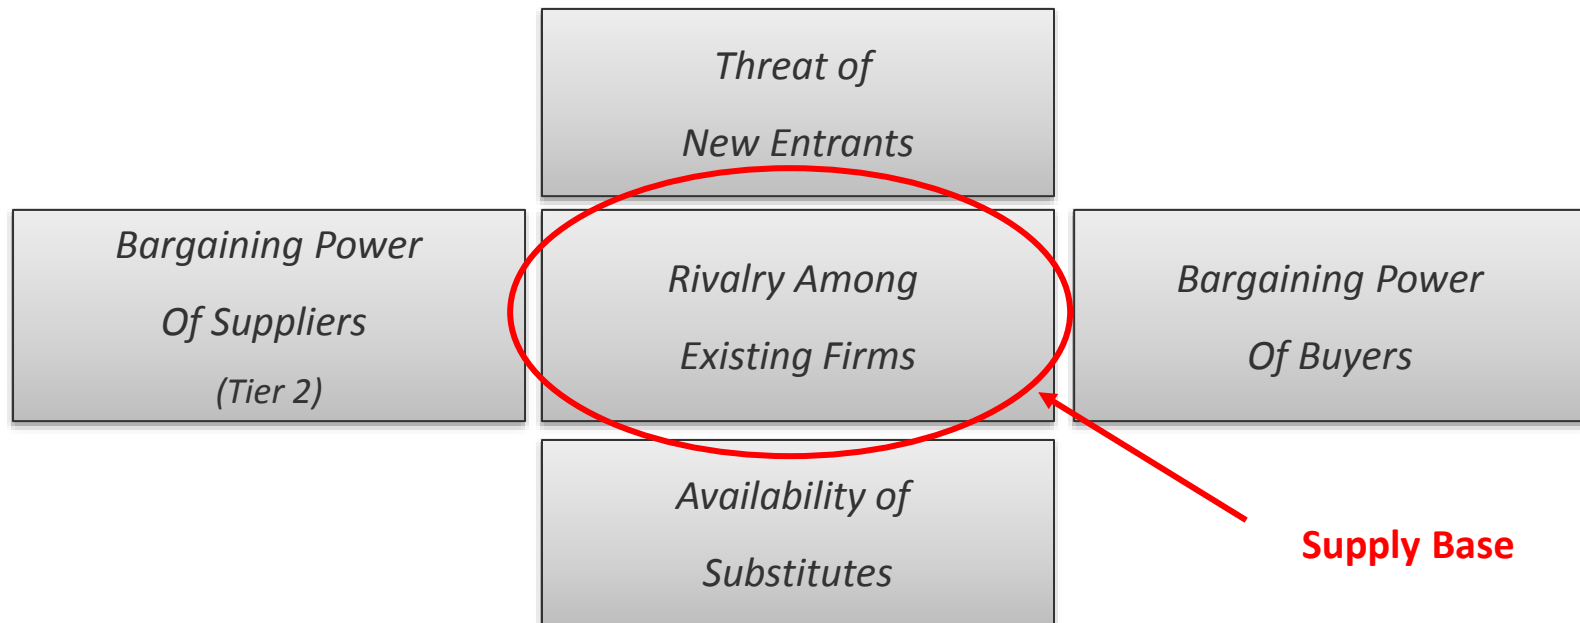 Threat of
New Entrants
Bargaining Power
Of Suppliers
(Tier 2)
Rivalry Among
Existing Firms
Bargaining Power
Of Buyers
Availability of
Substitutes
Supply Base